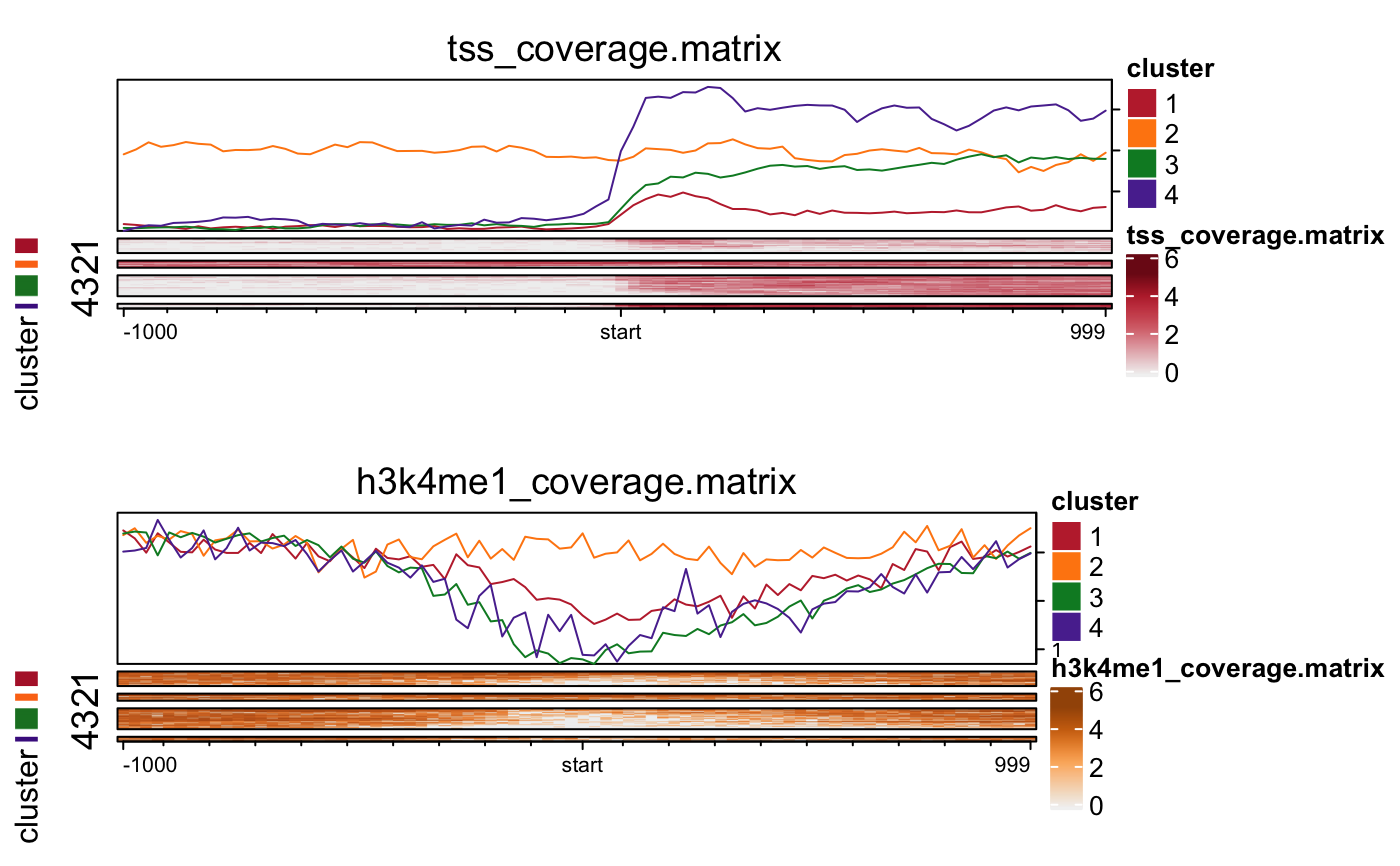 tss_coverage.matrix
cluster
1
2
3
4
tss_coverage.matrix
6
4
2
0
4321
cluster
-1000 start 999
h3k4me1_coverage.matrix
cluster
1
2
3
4
1
h3k4me1_coverage.matrix
6
4
2
0
4321
cluster
-1000 start 999